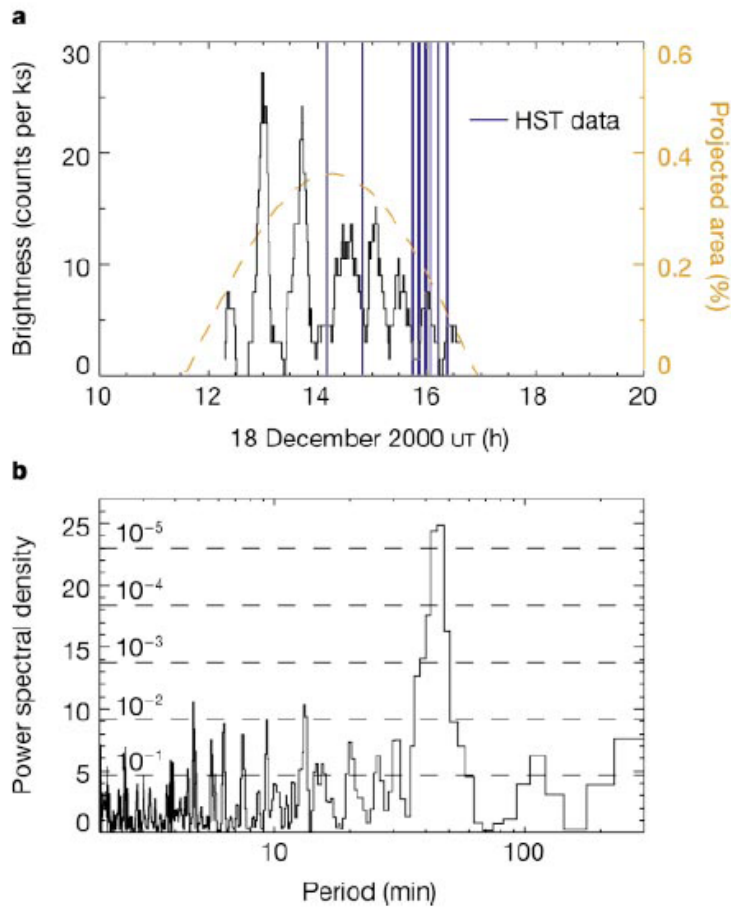 a
30
20
10
0
Brightness (counts per ks)
HST data
0.6
0.4
0.2
0
Projected area (%)
10 12 14 16 18 20
18 December 2000 UT (h)
b
25
20
15
10
5
0
Power spectral density
10⁻⁵
10⁻⁴
10⁻³
10⁻²
10⁻¹
10 100
Period (min)